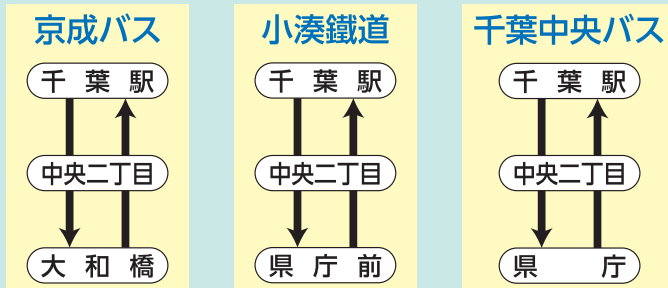 京成バス
千葉駅
中央二丁目
大和橋
小湊鐵道
千葉駅
中央二丁目
県庁前
千葉中央バス
千葉駅
中央二丁目
県庁